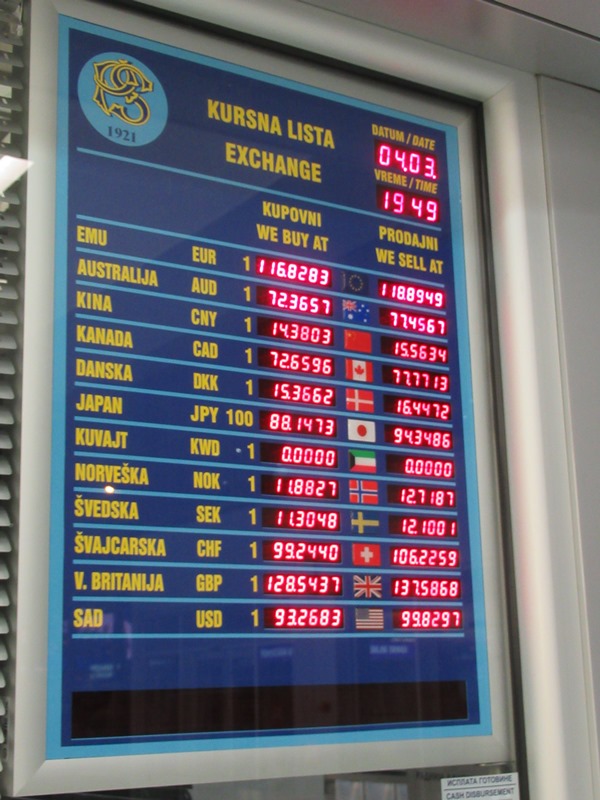 1921
KURSNA LISTA
EXCHANGE
DATUM / DATE
04.03.
VREME / TIME
19 49
KUPOVNI
WE BUY AT
PRODAJNI
WE SELL AT
EMU EUR 1 116.8283 118.8949
AUSTRALIJA AUD 1 72.3657 77.4567
KINA CNY 1 14.3803 15.5634
KANADA CAD 1 72.6596 77.7713
DANSKA DKK 1 15.3662 16.4472
JAPAN JPY 100 88.1473 94.3486
KUVAJT KWD 1 0.0000 0.0000
NORVEŠKA NOK 1 11.8827 12.7187
ŠVEDSKA SEK 1 11.3048 12.1001
ŠVAJCARSKA CHF 1 99.2440 106.2259
V. BRITANIJA GBP 1 128.5437 137.5868
SAD USD 1 93.2683 99.8297
ИСПЛАТА ГОТОВИНЕ
CASH DISBURSEMENT